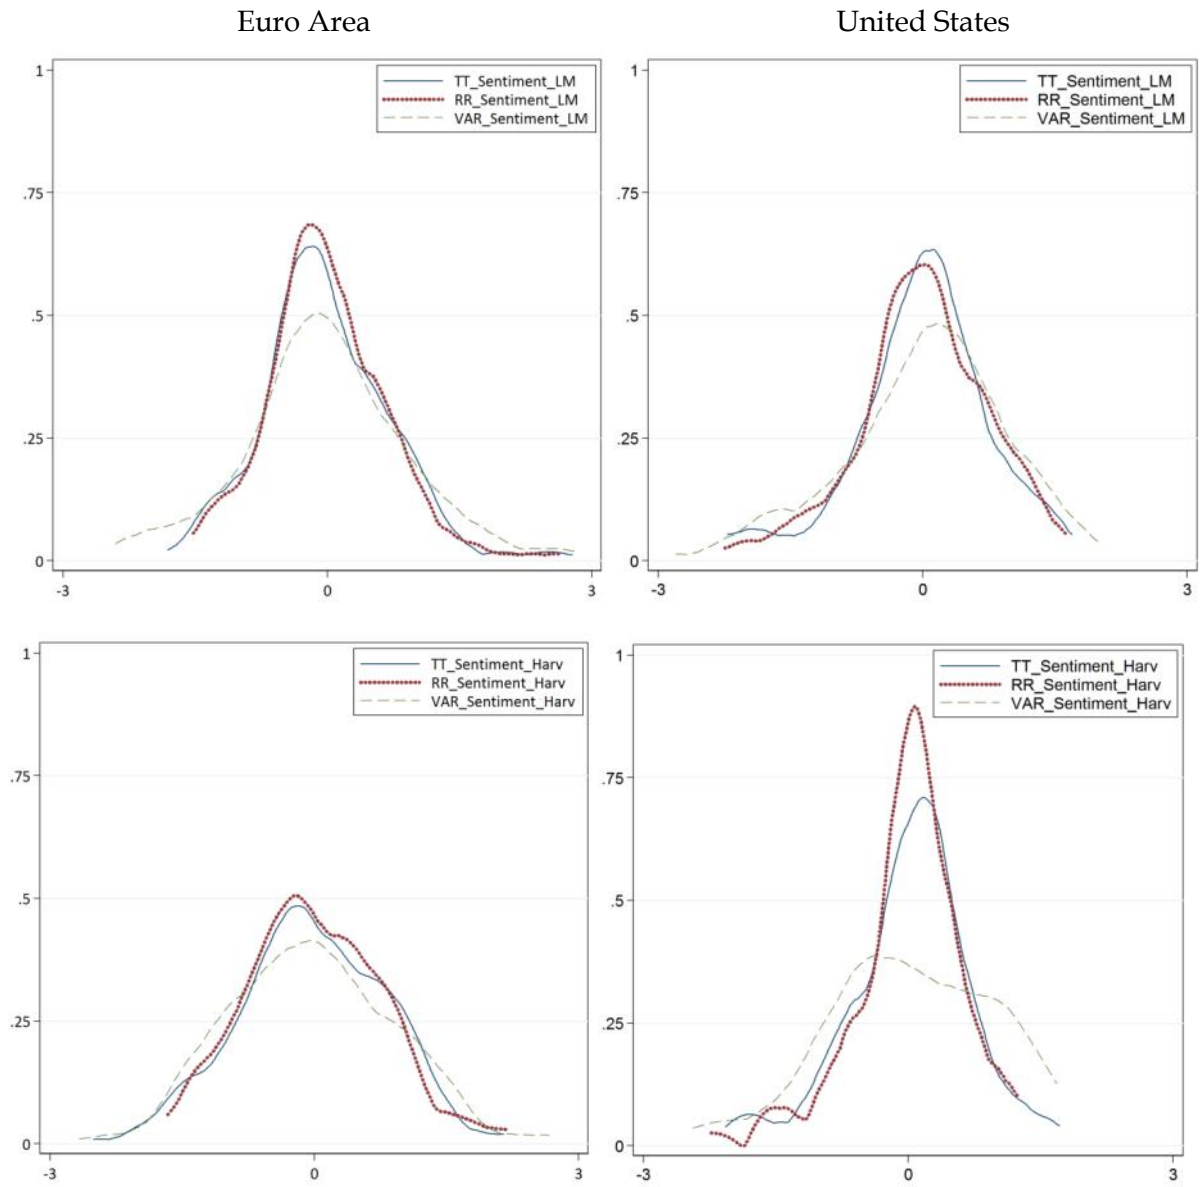 Euro Area
United States
1
.75
.5
.25
0
-3
0
3
TT_Sentiment_LM
RR_Sentiment_LM
VAR_Sentiment_LM
1
.75
.5
.25
0
-3
0
3
TT_Sentiment_LM
RR_Sentiment_LM
VAR_Sentiment_LM
1
.75
.5
.25
0
-3
0
3
TT_Sentiment_Harv
RR_Sentiment_Harv
VAR_Sentiment_Harv
1
.75
.5
.25
0
-3
0
3
TT_Sentiment_Harv
RR_Sentiment_Harv
VAR_Sentiment_Harv